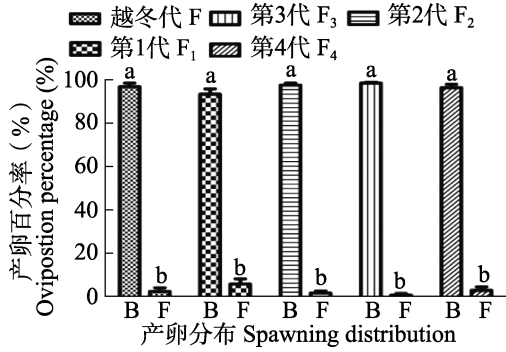 越冬代 F 第3代 F₃ 第2代 F₂
第1代 F₁ 第4代 F₄
产卵百分率(%)
Ovipostion percentage (%)
100
80
60
40
20
0
a a a a a
b b b b b
B F B F B F B F B F
产卵分布 Spawning distribution